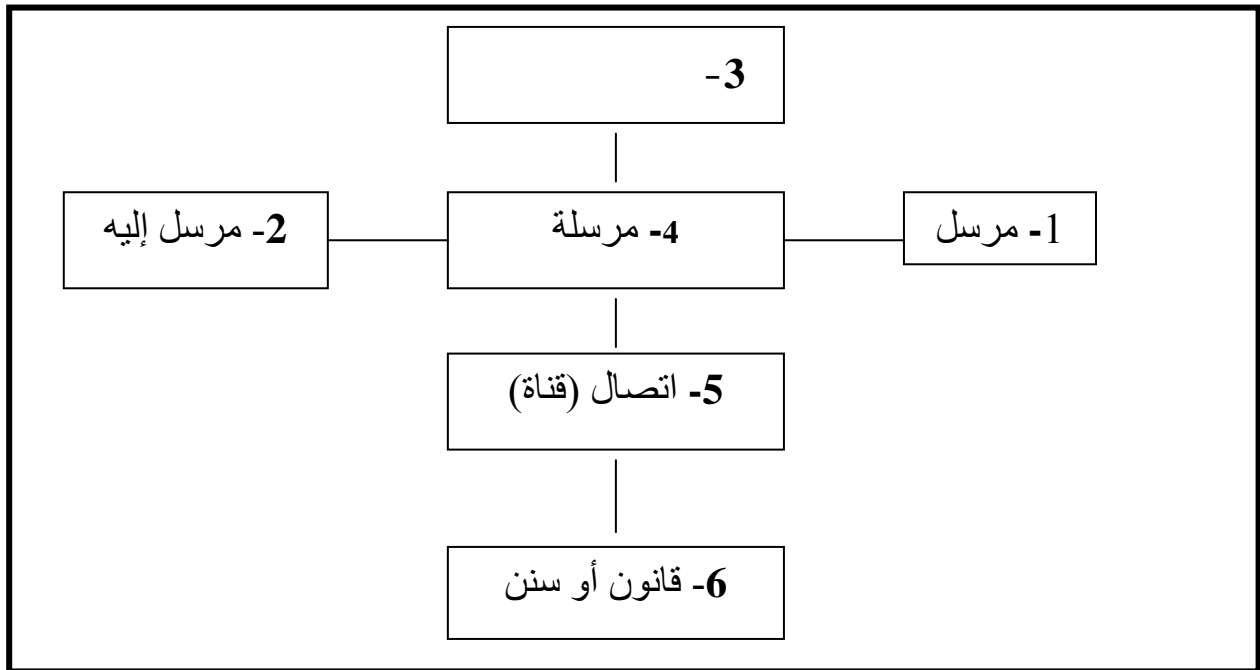 3-
1- مرسل
4- مرسلة
2- مرسل إليه
5- اتصال (قناة)
6- قانون أو سنن